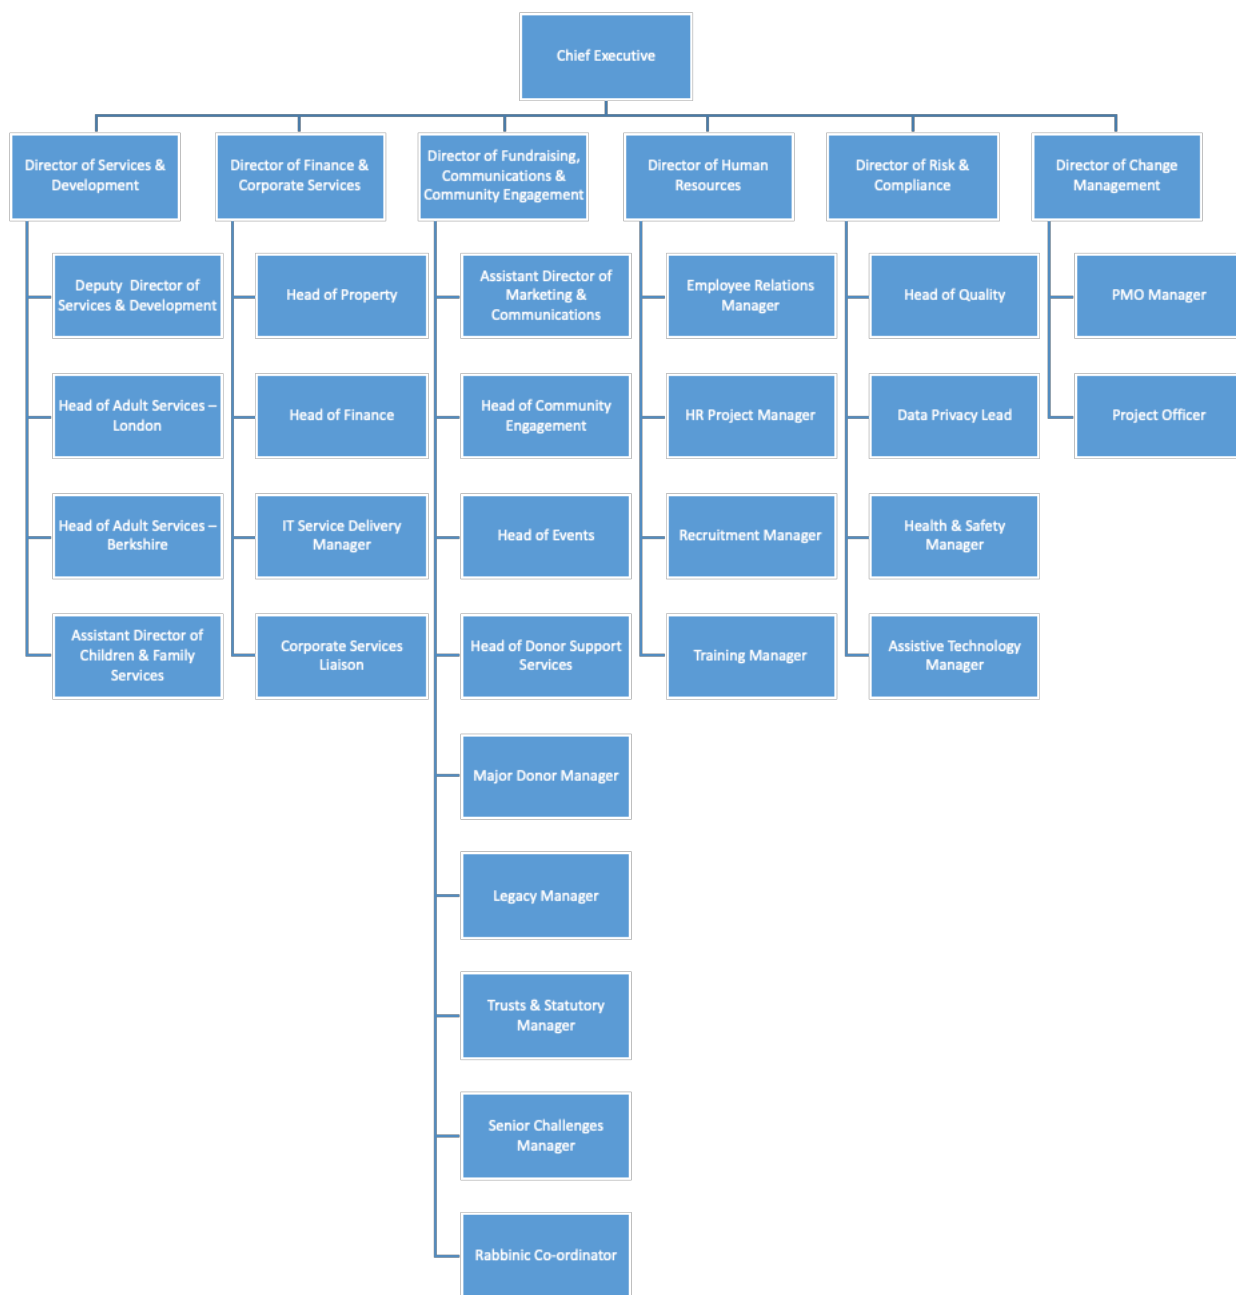 Chief Executive
Director of Services &
Development
Director of Finance &
Corporate Services
Director of Fundraising,
Communications &
Community Engagement
Director of Human
Resources
Director of Risk &
Compliance
Director of Change
Management
Deputy  Director of
Services & Development
Head of Property
Assistant Director of
Marketing &
Communications
Employee Relations
Manager
Head of Quality
PMO Manager
Head of Adult Services –
London
Head of Finance
Head of Community
Engagement
HR Project Manager
Data Privacy Lead
Project Officer
Head of Adult Services –
Berkshire
IT Service Delivery
Manager
Head of Events
Recruitment Manager
Health & Safety
Manager
Assistant Director of
Children & Family
Services
Corporate Services
Liaison
Head of Donor Support
Services
Training Manager
Assistive Technology
Manager
Major Donor Manager
Legacy Manager
Trusts & Statutory
Manager
Senior Challenges
Manager
Rabbinic Co-ordinator